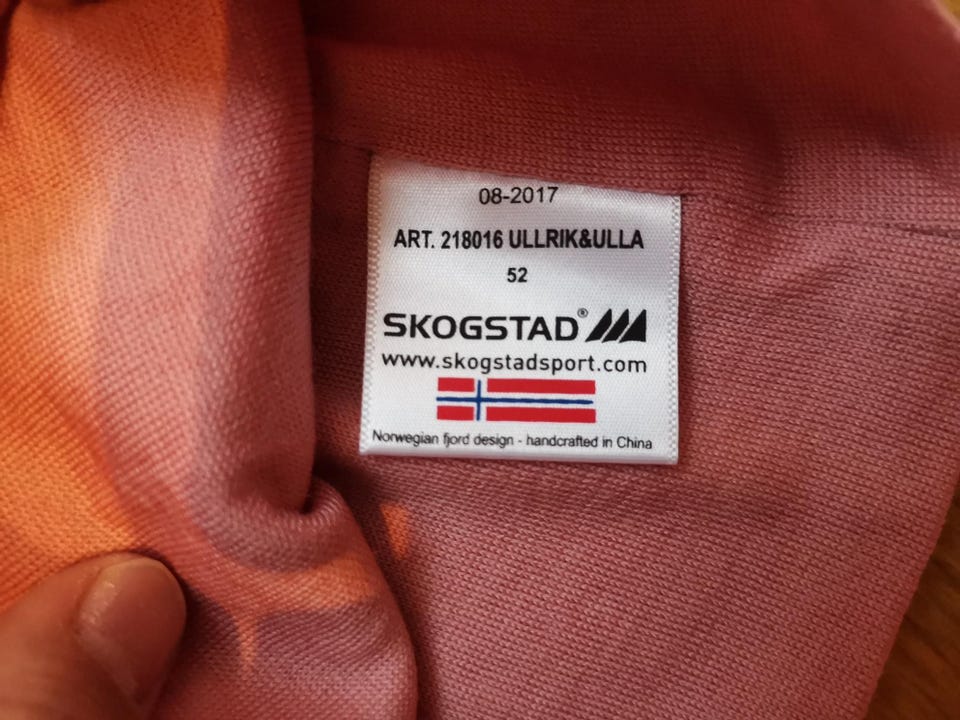 08-2017
ART. 218016 ULLRIK&ULLA
52
SKOGSTAD®
www.skogstadsport.com
Norwegian fjord design - handcrafted in China